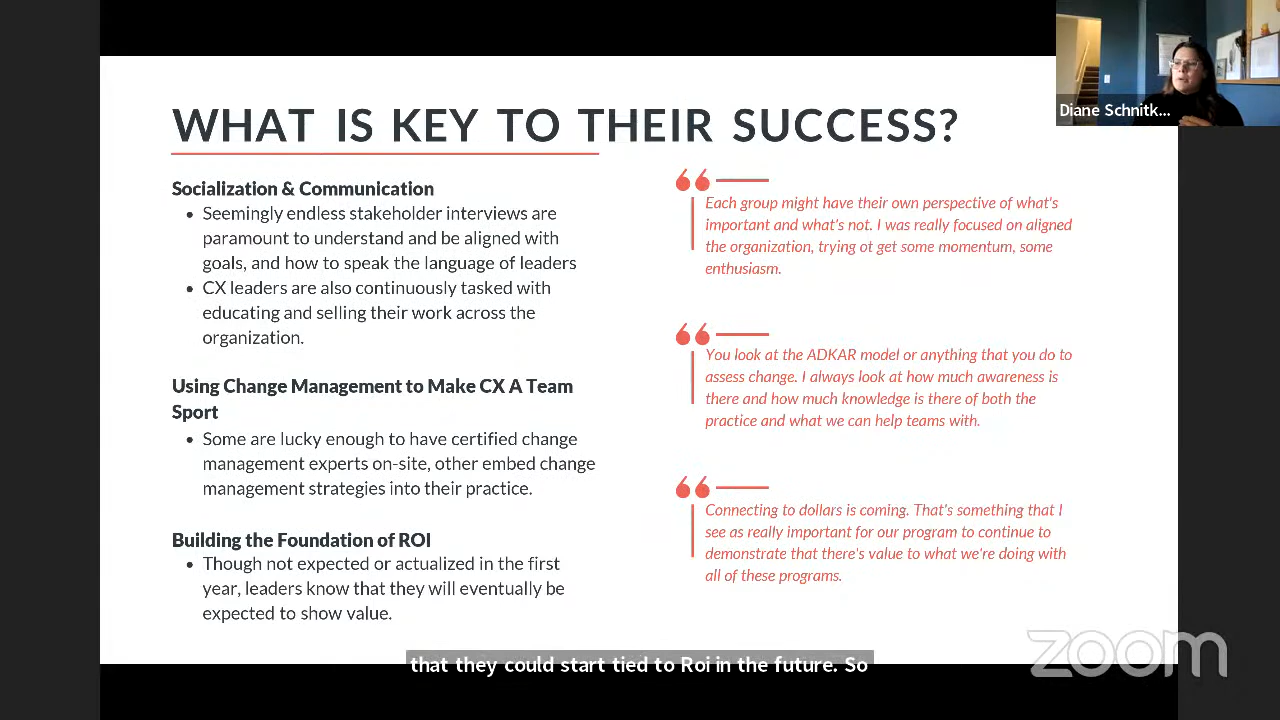 WHAT IS KEY TO THEIR SUCCESS?
Diane Schnitk...
Socialization & Communication
• Seemingly endless stakeholder interviews are
paramount to understand and be aligned with
goals, and how to speak the language of leaders
• CX leaders are also continuously tasked with
educating and selling their work across the
organization.
Using Change Management to Make CX A Team
Sport
• Some are lucky enough to have certified change
management experts on-site, other embed change
management strategies into their practice.
Building the Foundation of ROI
• Though not expected or actualized in the first
year, leaders know that they will eventually be
expected to show value.
Each group might have their own perspective of what's
important and what's not. I was really focused on aligned
the organization, trying ot get some momentum, some
enthusiasm.
You look at the ADKAR model or anything that you do to
assess change. I always look at how much awareness is
there and how much knowledge is there of both the
practice and what we can help teams with.
Connecting to dollars is coming. That's something that I
see as really important for our program to continue to
demonstrate that there's value to what we're doing with
all of these programs.
that they could start tied to Roi in the future. So
zoom